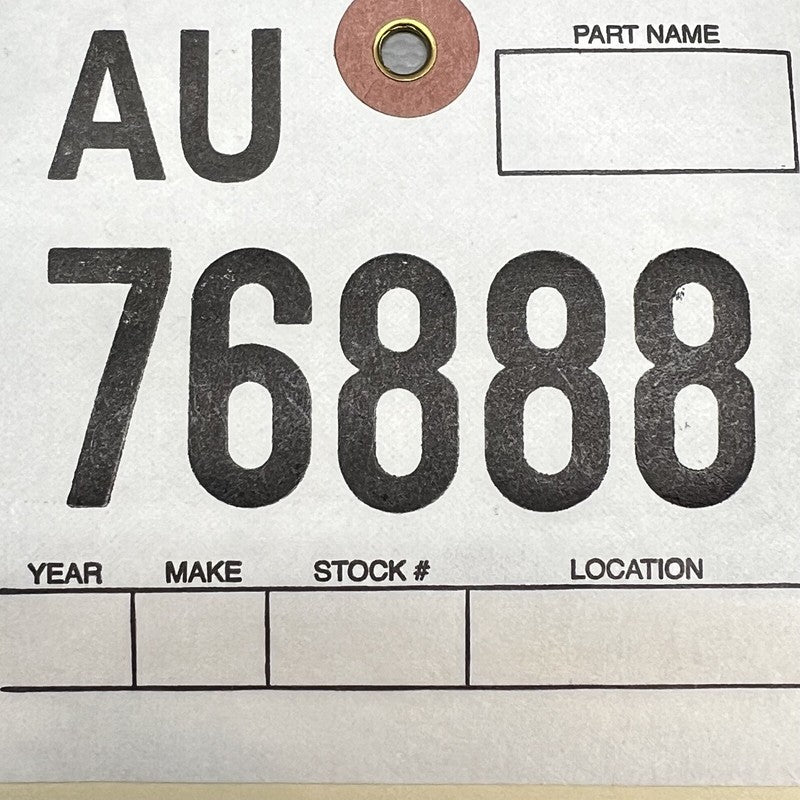 AU
PART NAME
76888
YEAR MAKE STOCK # LOCATION